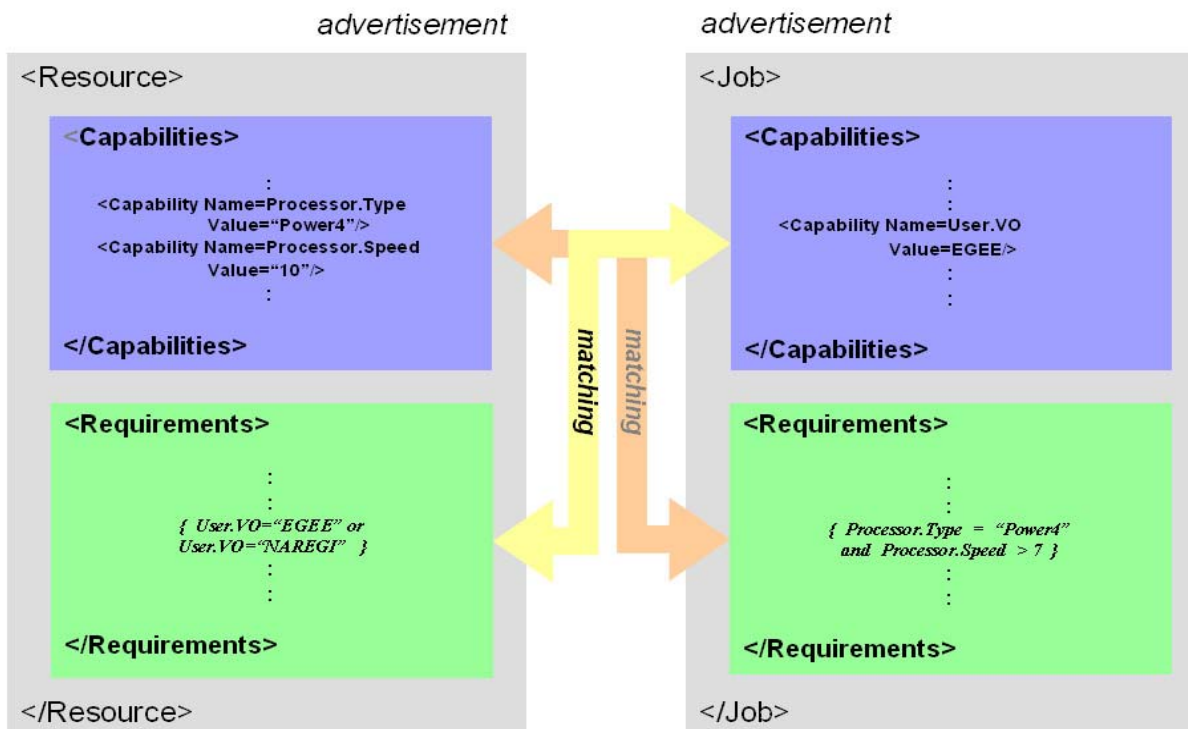 advertisement
<Resource>
<Capabilities>
:
<Capability Name=Processor.Type
Value=“Power4”/>
<Capability Name=Processor.Speed
Value=“10”/>
:
</Capabilities>
<Requirements>
:
:
{ User.VO=“EGEE” or
User.VO=“NAREGI” }
:
:
</Requirements>
</Resource>
matching
matching
advertisement
<Job>
<Capabilities>
:
:
<Capability Name=User.VO
Value=EGEE/>
:
:
</Capabilities>
<Requirements>
:
:
{ Processor.Type = “Power4”
and Processor.Speed > 7 }
:
:
</Requirements>
</Job>